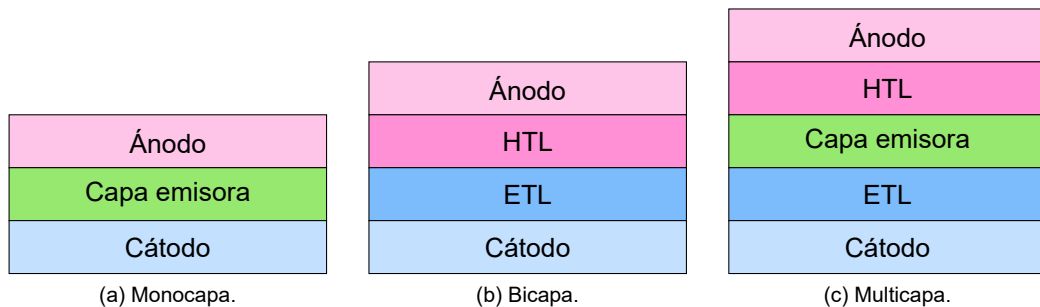 Ánodo
Capa emisora
Cátodo
(a) Monocapa.
Ánodo
HTL
ETL
Cátodo
(b) Bicapa.
Ánodo
HTL
Capa emisora
ETL
Cátodo
(c) Multicapa.